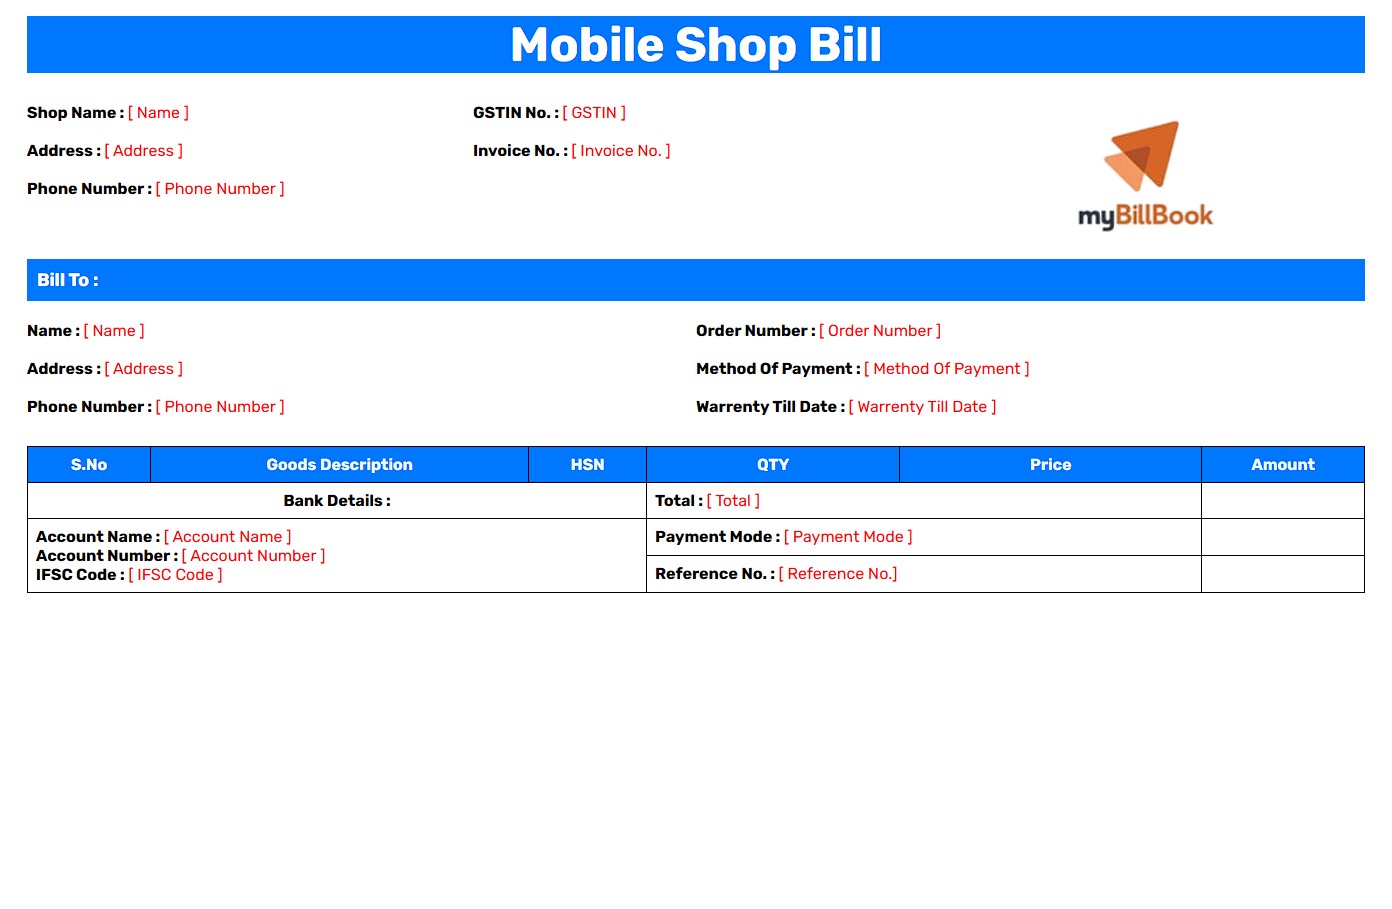 Mobile Shop Bill
Shop Name : [ Name ]
GSTIN No. : [ GSTIN ]
Address : [ Address ]
Invoice No. : [ Invoice No. ]
Phone Number : [ Phone Number ]
myBillBook
Bill To :
Name : [ Name ]
Order Number : [ Order Number ]
Address : [ Address ]
Method Of Payment : [ Method Of Payment ]
Phone Number : [ Phone Number ]
Warrenty Till Date : [ Warrenty Till Date ]
S.No Goods Description HSN QTY Price Amount
Bank Details :
Total : [ Total ]
Account Name : [ Account Name ]
Account Number : [ Account Number ]
IFSC Code : [ IFSC Code ]
Payment Mode : [ Payment Mode ]
Reference No. : [ Reference No.]